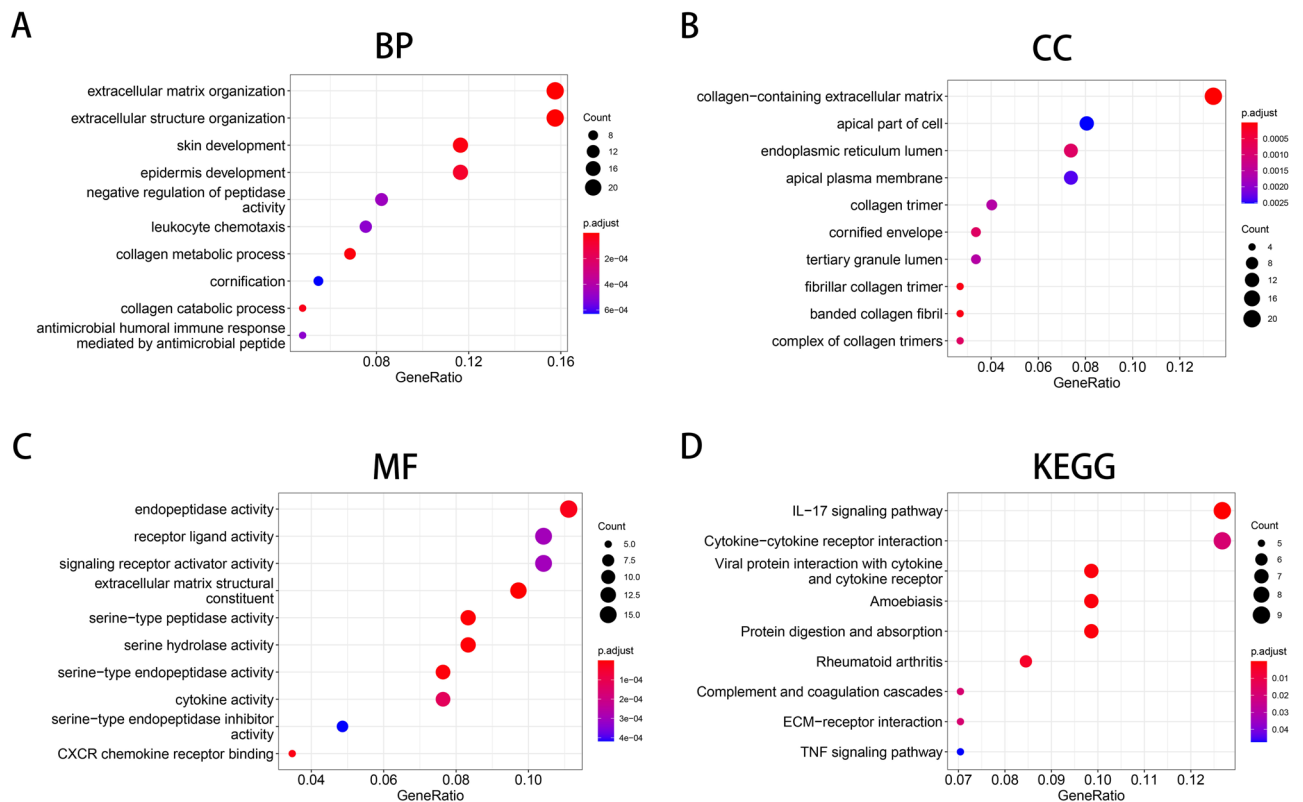 A
BP
extracellular matrix organization
extracellular structure organization
skin development
epidermis development
negative regulation of peptidase
activity
leukocyte chemotaxis
collagen metabolic process
cornification
collagen catabolic process
antimicrobial humoral immune response
mediated by antimicrobial peptide
0.08 0.12 0.16
GeneRatio
Count
8
12
16
20
p.adjust
2e−04
4e−04
6e−04
B
CC
collagen−containing extracellular matrix
apical part of cell
endoplasmic reticulum lumen
apical plasma membrane
collagen trimer
cornified envelope
tertiary granule lumen
fibrillar collagen trimer
banded collagen fibril
complex of collagen trimers
0.04 0.06 0.08 0.10 0.12
GeneRatio
p.adjust
0.0005
0.0010
0.0015
0.0020
0.0025
Count
4
8
12
16
20
C
MF
endopeptidase activity
receptor ligand activity
signaling receptor activator activity
extracellular matrix structural
constituent
serine−type peptidase activity
serine hydrolase activity
serine−type endopeptidase activity
cytokine activity
serine−type endopeptidase inhibitor
activity
CXCR chemokine receptor binding
0.04 0.06 0.08 0.10
GeneRatio
Count
5.0
7.5
10.0
12.5
15.0
p.adjust
1e−04
2e−04
3e−04
4e−04
D
KEGG
IL−17 signaling pathway
Cytokine−cytokine receptor interaction
Viral protein interaction with cytokine
and cytokine receptor
Amoebiasis
Protein digestion and absorption
Rheumatoid arthritis
Complement and coagulation cascades
ECM−receptor interaction
TNF signaling pathway
0.07 0.08 0.09 0.10 0.11 0.12
GeneRatio
Count
5
6
7
8
9
p.adjust
0.01
0.02
0.03
0.04